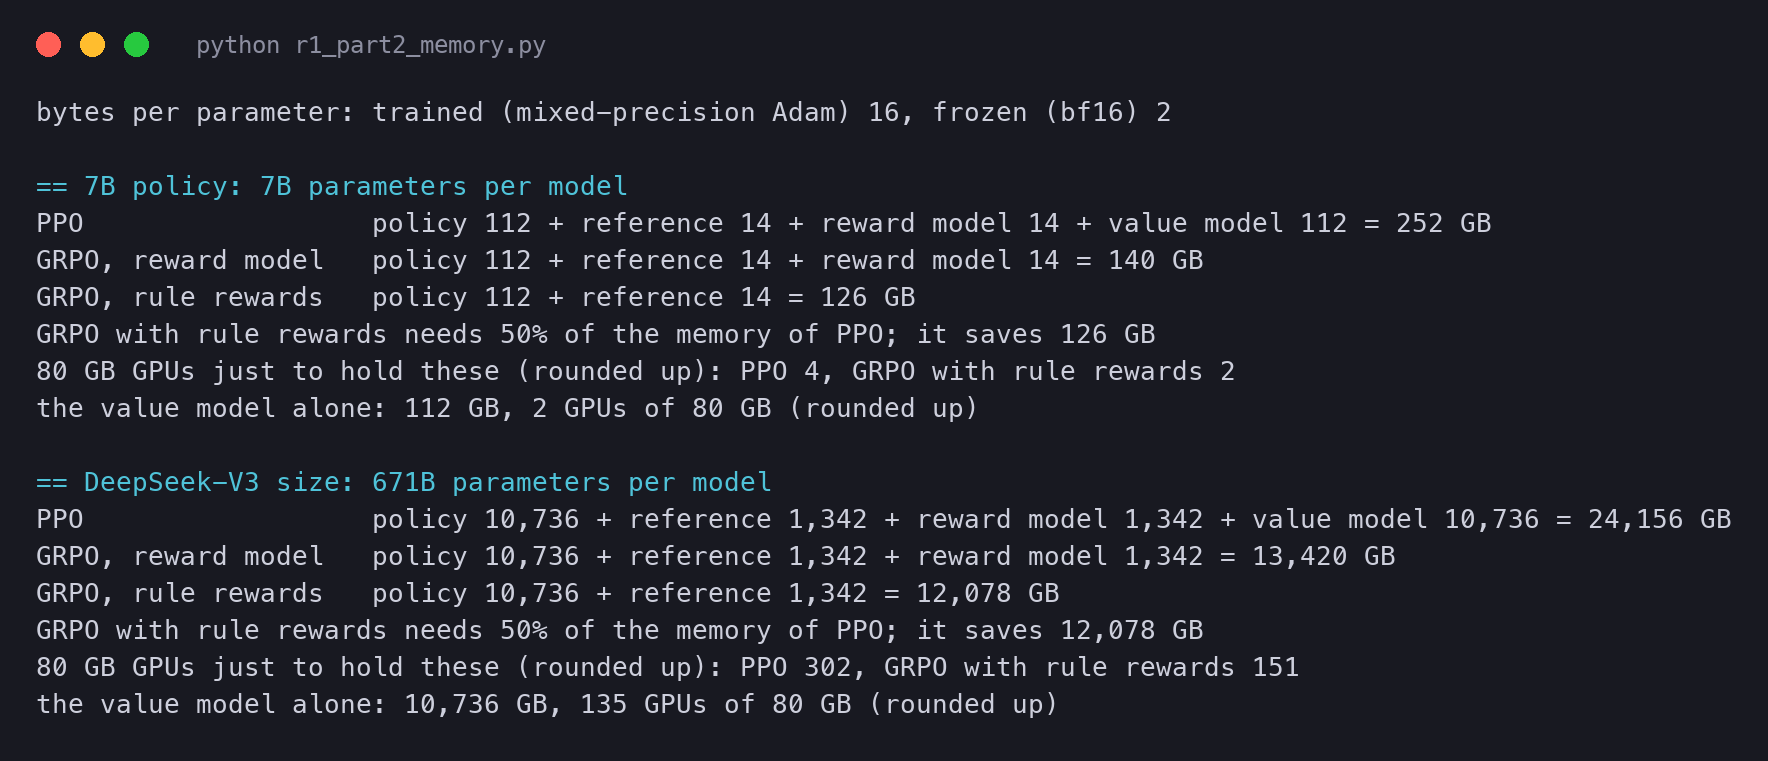 python r1_part2_memory.py
bytes per parameter: trained (mixed-precision Adam) 16, frozen (bf16) 2
== 7B policy: 7B parameters per model
PPO                  policy 112 + reference 14 + reward model 14 + value model 112 = 252 GB
GRPO, reward model   policy 112 + reference 14 + reward model 14 = 140 GB
GRPO, rule rewards   policy 112 + reference 14 = 126 GB
GRPO with rule rewards needs 50% of the memory of PPO; it saves 126 GB
80 GB GPUs just to hold these (rounded up): PPO 4, GRPO with rule rewards 2
the value model alone: 112 GB, 2 GPUs of 80 GB (rounded up)
== DeepSeek-V3 size: 671B parameters per model
PPO                  policy 10,736 + reference 1,342 + reward model 1,342 + value model 10,736 = 24,156 GB
GRPO, reward model   policy 10,736 + reference 1,342 + reward model 1,342 = 13,420 GB
GRPO, rule rewards   policy 10,736 + reference 1,342 = 12,078 GB
GRPO with rule rewards needs 50% of the memory of PPO; it saves 12,078 GB
80 GB GPUs just to hold these (rounded up): PPO 302, GRPO with rule rewards 151
the value model alone: 10,736 GB, 135 GPUs of 80 GB (rounded up)